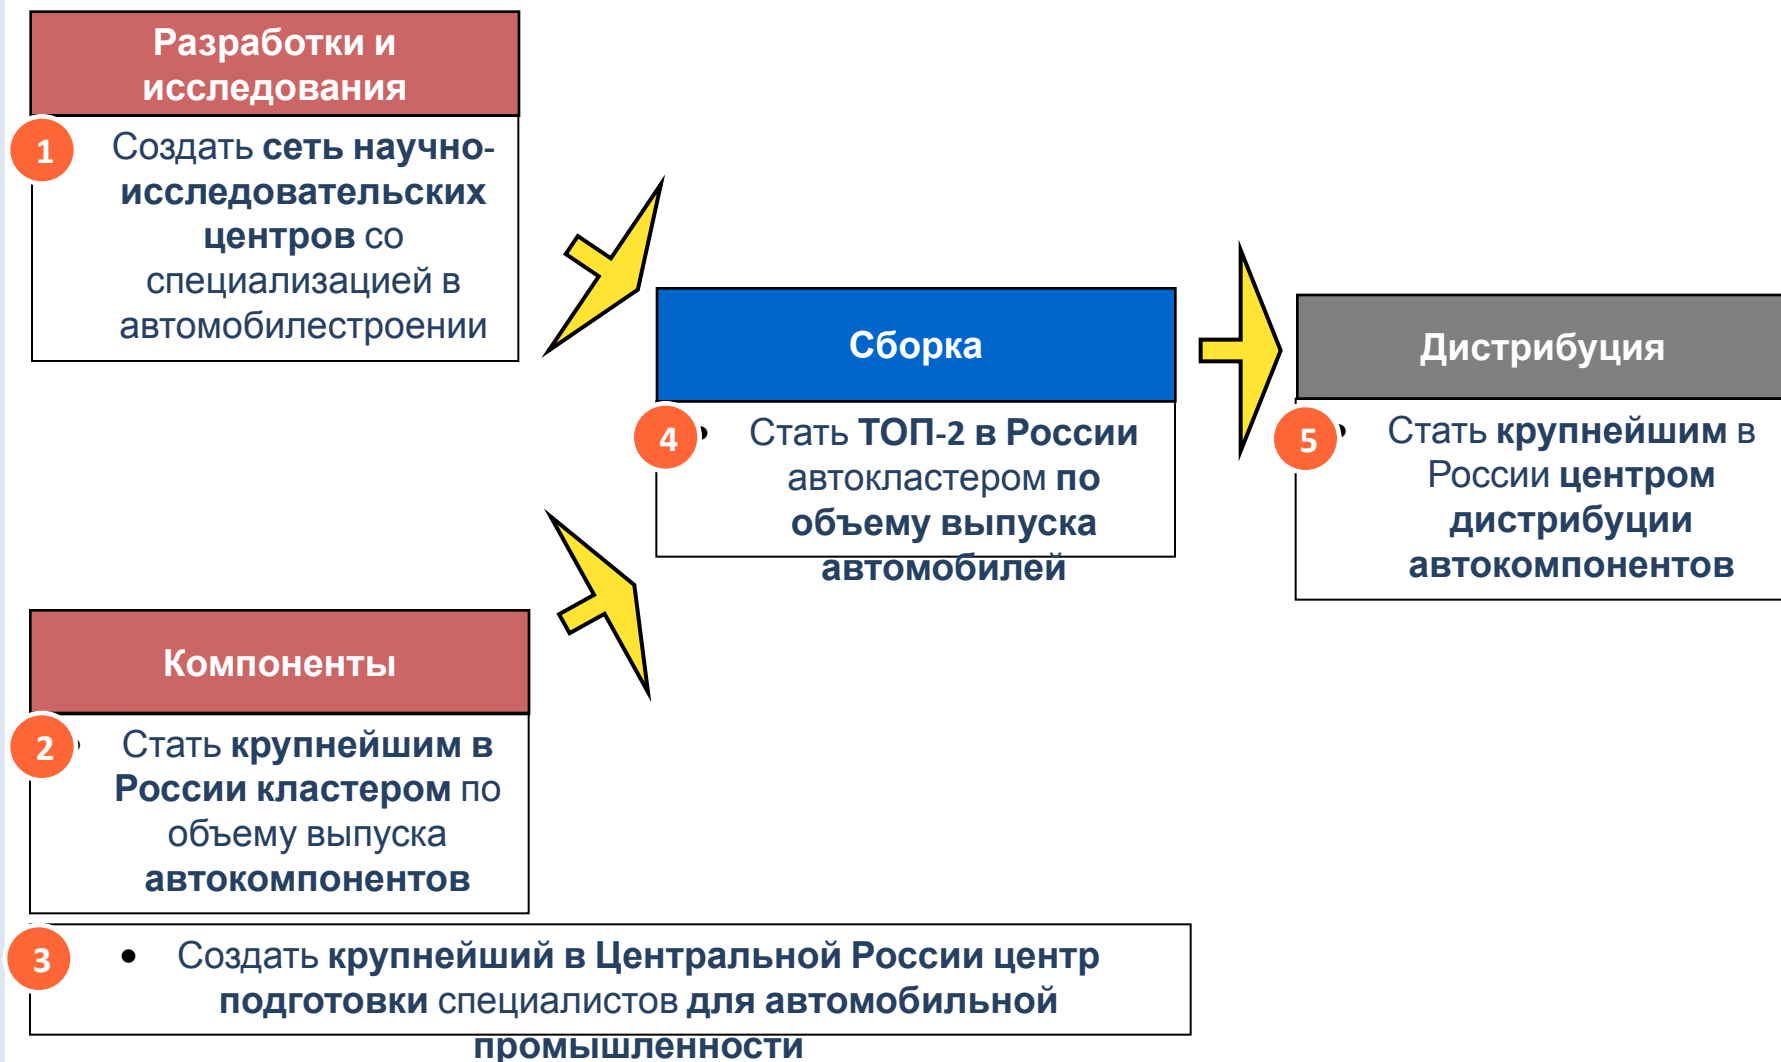 Разработки и
исследования
1
Создать сеть научно-
исследовательских
центров со
специализацией в
автомобилестроении
Компоненты
2
Стать крупнейшим в
России кластером по
объему выпуска
автокомпонентов
3
• Создать крупнейший в Центральной России центр
подготовки специалистов для автомобильной
промышленности
Сборка
4
• Стать ТОП-2 в России
автокластером по
объему выпуска
автомобилей
Дистрибуция
5
• Стать крупнейшим в
России центром
дистрибуции
автокомпонентов